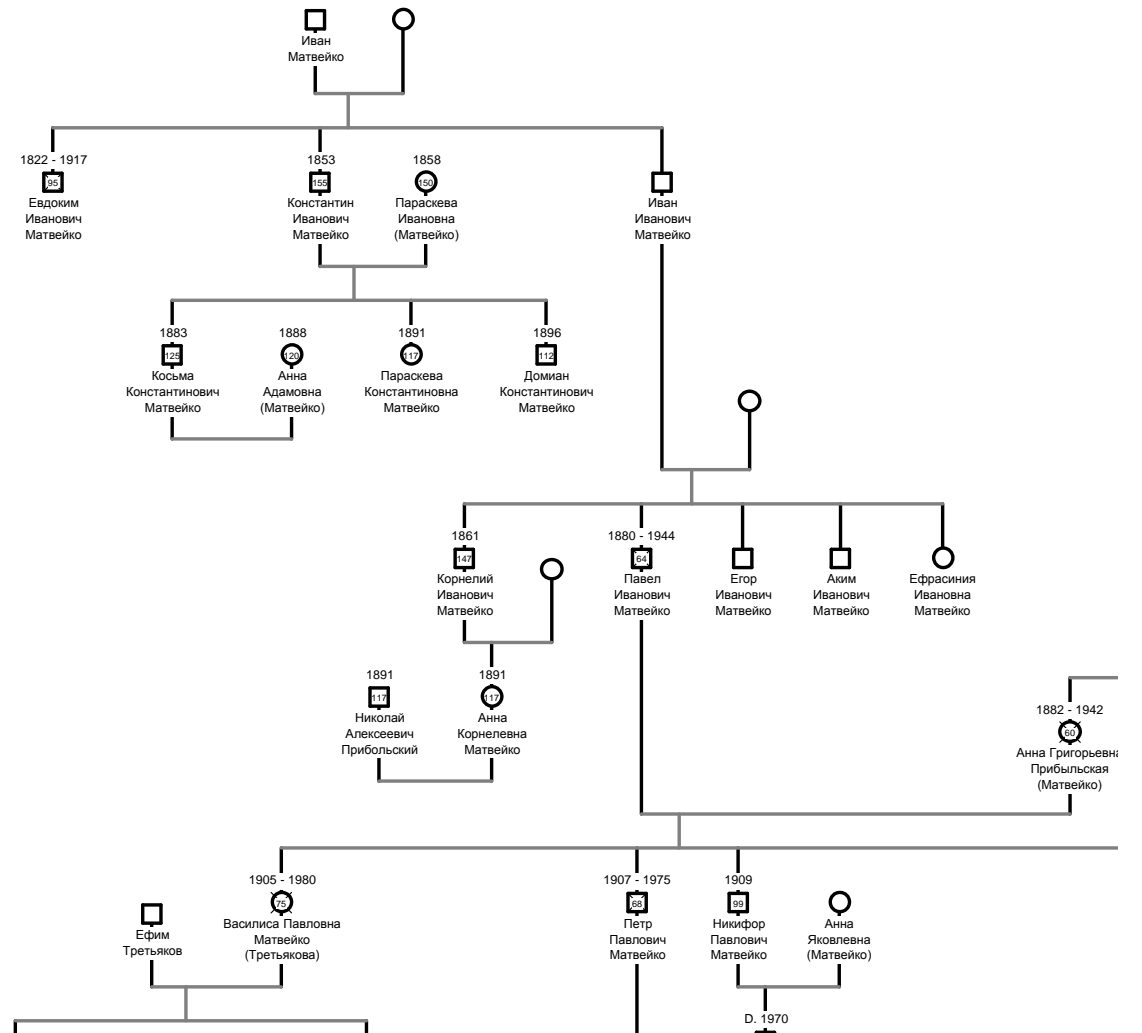 Иван
Матвейко
1822 - 1917
95
Евдоким
Иванович
Матвейко
1853
155
Константин
Иванович
Матвейко
1858
150
Параскева
Ивановна
(Матвейко)
Иван
Иванович
Матвейко
1883
125
Косьма
Константинович
Матвейко
1888
120
Анна
Адамовна
(Матвейко)
1891
117
Параскева
Константиновна
Матвейко
1896
112
Домиан
Константинович
Матвейко
1861
147
Корнелий
Иванович
Матвейко
1880 - 1944
64
Павел
Иванович
Матвейко
Егор
Иванович
Матвейко
Аким
Иванович
Матвейко
Ефрасиния
Ивановна
Матвейко
1891
117
Николай
Алексеевич
Прибольский
1891
117
Анна
Корнелевна
Матвейко
1882 - 1942
60
Анна Григорьевна
Прибыльская
(Матвейко)
Ефим
Третьяков
1905 - 1980
75
Василиса Павловна
Матвейко
(Третьякова)
1907 - 1975
68
Петр
Павлович
Матвейко
1909
99
Никифор
Павлович
Матвейко
Анна
Яковлевна
(Матвейко)
D. 1970